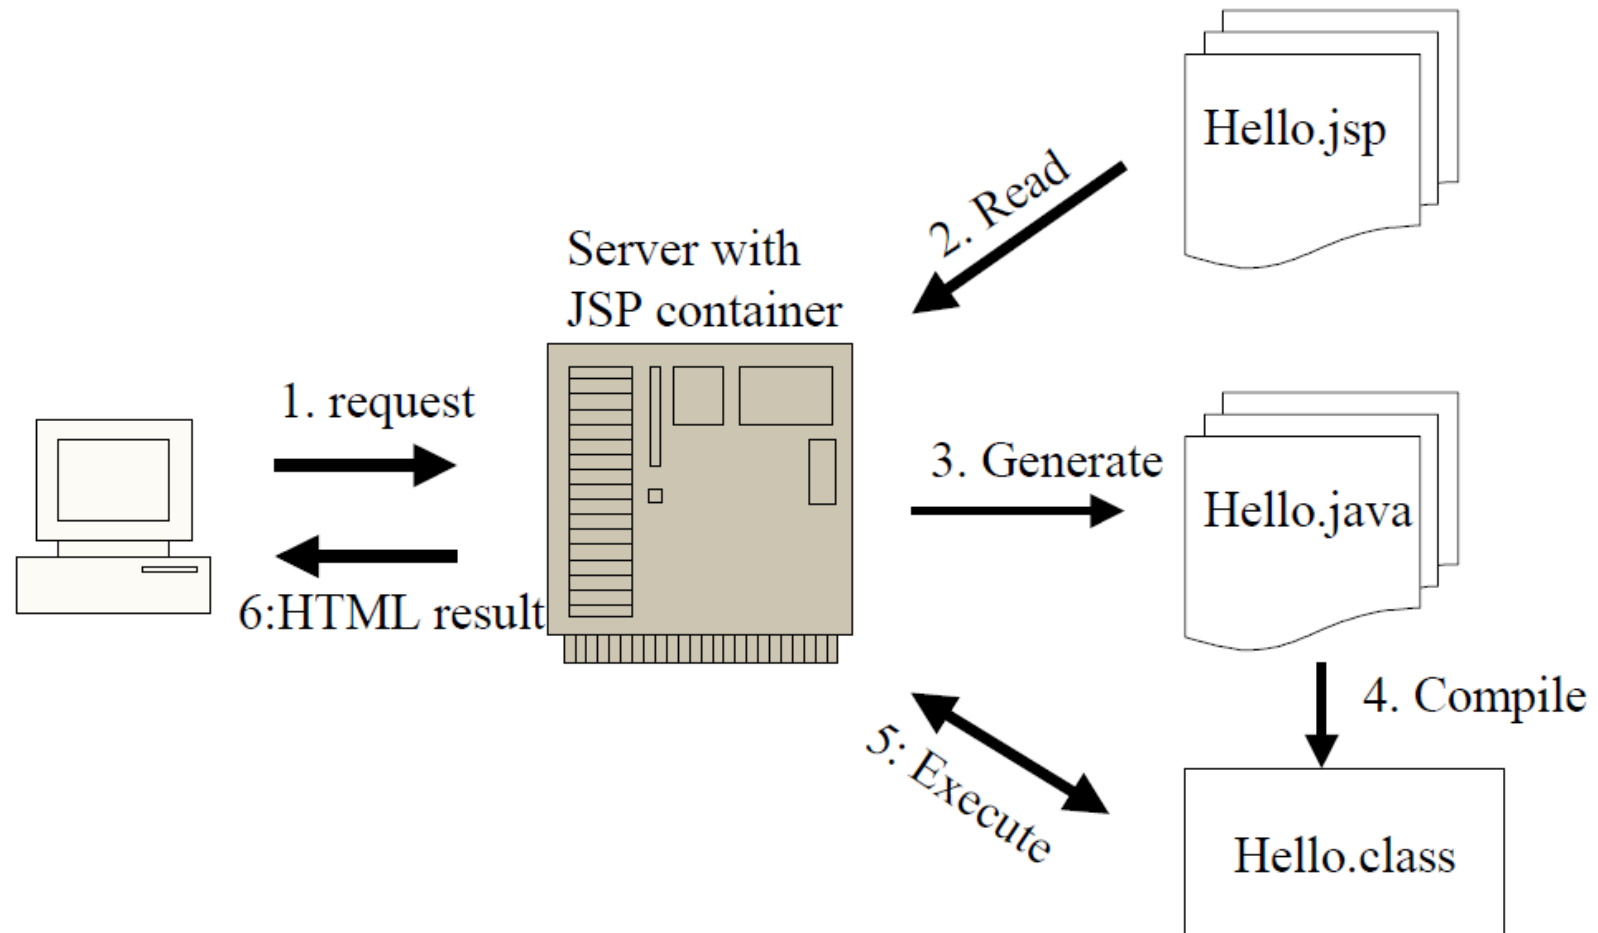 Hello.jsp
2. Read
Server with
JSP container
1. request
3. Generate
Hello.java
6:HTML result
4. Compile
5: Execute
Hello.class